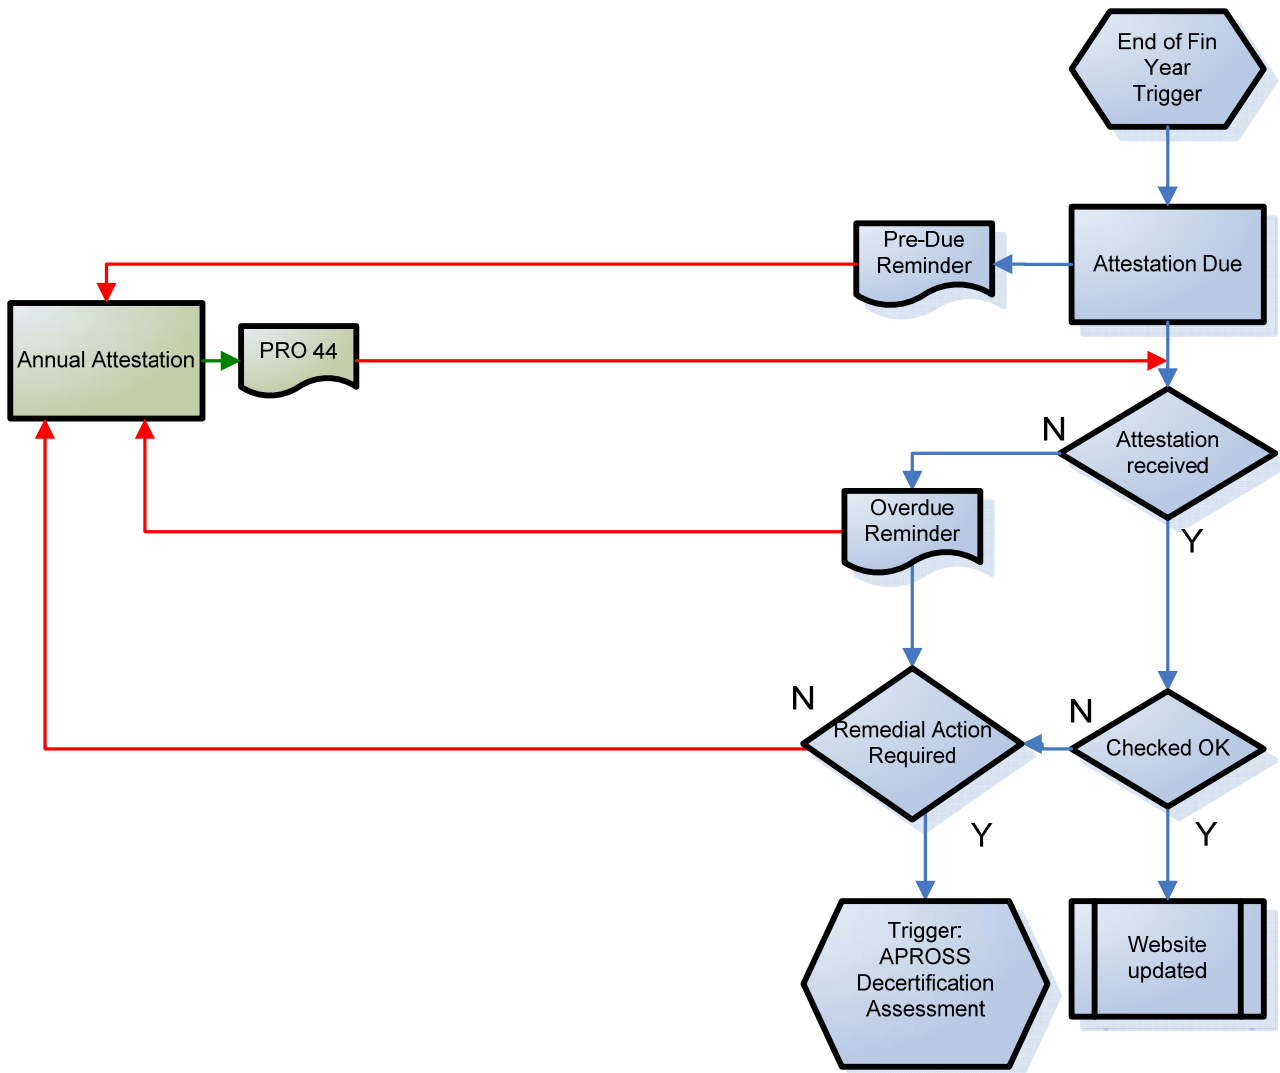 End of Fin
Year
Trigger
Pre-Due
Reminder
Attestation Due
Annual Attestation
PRO 44
N
Attestation
received
Overdue
Reminder
Y
N
Remedial Action
Required
N
Checked OK
Y
Y
Trigger:
APROSS
Decertification
Assessment
Website
updated